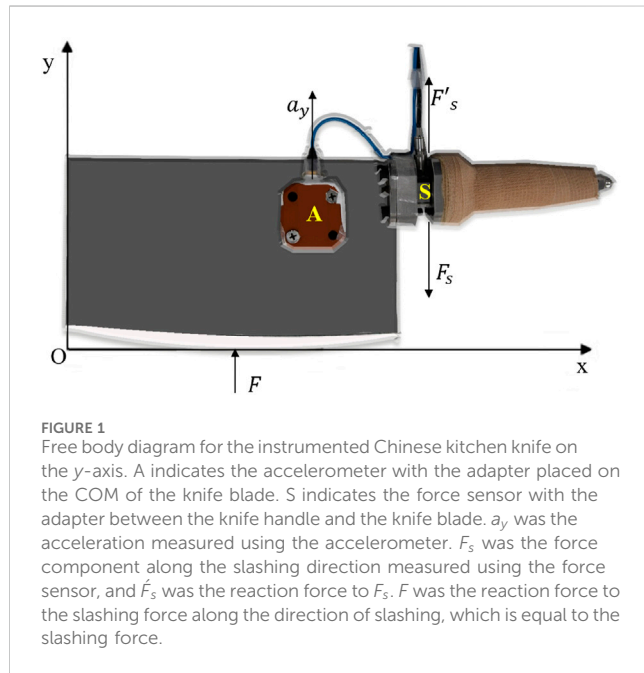 y
a_y
F'_s
S
A
F_s
O
x
F
FIGURE 1
Free body diagram for the instrumented Chinese kitchen knife on
the y-axis. A indicates the accelerometer with the adapter placed on
the COM of the knife blade. S indicates the force sensor with the
adapter between the knife handle and the knife blade. a_y was the
acceleration measured using the accelerometer. F_s was the force
component along the slashing direction measured using the force
sensor, and F́_s was the reaction force to F_s. F was the reaction force to
the slashing force along the direction of slashing, which is equal to the
slashing force.